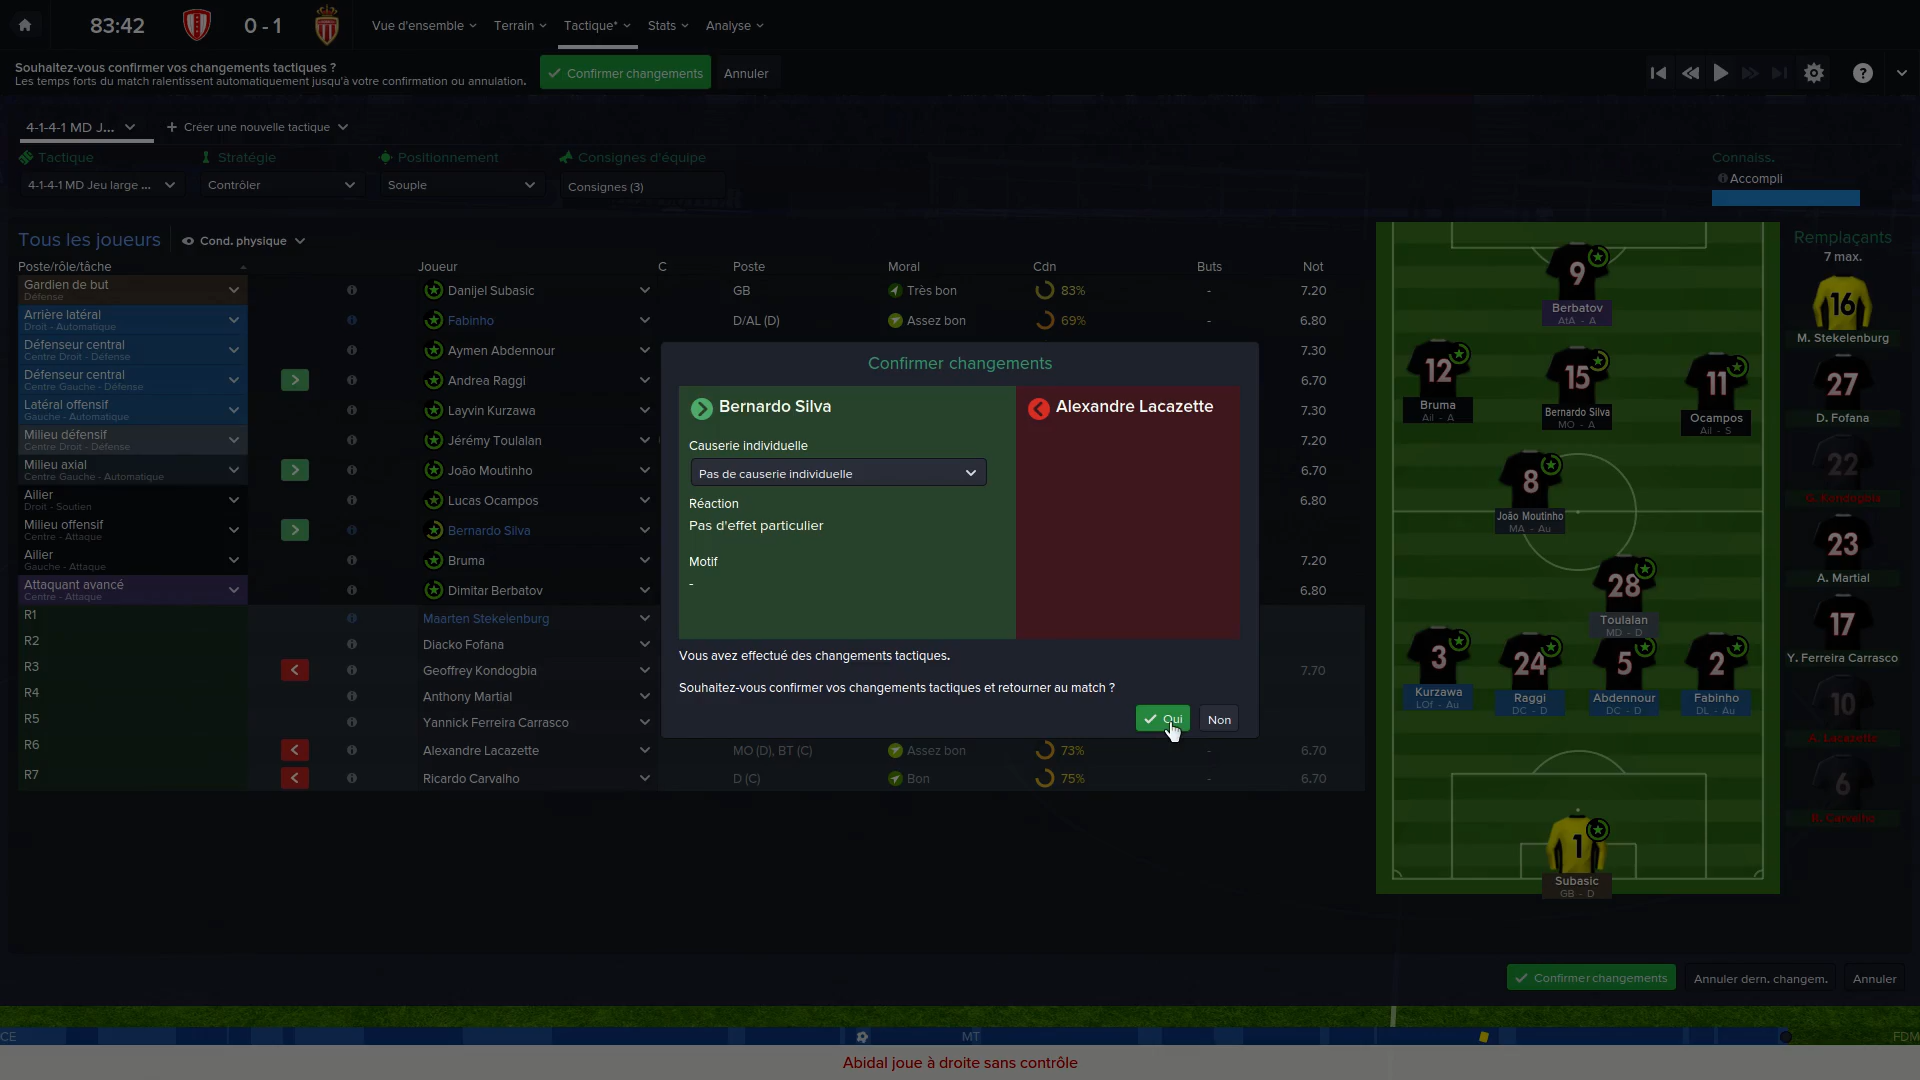 83:42
0 - 1
Vue d'ensemble
Terrain
Tactique*
Stats
Analyse
Souhaitez-vous confirmer vos changements tactiques ?
Les temps forts du match ralentissent automatiquement jusqu'à votre confirmation ou annulation.
Confirmer changements
Annuler
4-1-4-1 MD J...
Créer une nouvelle tactique
Tactique
Stratégie
Positionnement
Consignes d'équipe
4-1-4-1 MD Jeu large ...
Contrôler
Souple
Consignes (3)
Connaiss.
Accompli
Tous les joueurs
Cond. physique
Poste/rôle/tâche
Joueur
C
Poste
Moral
Cdn
Buts
Not
Gardien de but
Défense
Danijel Subasic
GB
Très bon
83%
-
7.20
Arrière latéral
Droit - Automatique
Fabinho
D/AL (D)
Assez bon
69%
-
6.80
Défenseur central
Centre Droit - Défense
Aymen Abdennour
7.30
Défenseur central
Centre Gauche - Défense
Andrea Raggi
6.70
Latéral offensif
Gauche - Automatique
Layvin Kurzawa
7.30
Milieu défensif
Centre Droit - Défense
Jérémy Toulalan
7.20
Milieu axial
Centre Gauche - Automatique
João Moutinho
6.70
Ailier
Droit - Soutien
Lucas Ocampos
6.80
Milieu offensif
Centre - Attaque
Bernardo Silva
Ailier
Gauche - Attaque
Bruma
7.20
Attaquant avancé
Centre - Attaque
Dimitar Berbatov
6.80
R1
Maarten Stekelenburg
R2
Diacko Fofana
R3
Geoffrey Kondogbia
7.70
R4
Anthony Martial
R5
Yannick Ferreira Carrasco
R6
Alexandre Lacazette
MO (D), BT (C)
Assez bon
73%
-
6.70
R7
Ricardo Carvalho
D (C)
Bon
75%
-
6.70
Confirmer changements
Bernardo Silva
Alexandre Lacazette
Causerie individuelle
Pas de causerie individuelle
Réaction
Pas d'effet particulier
Motif
-
Vous avez effectué des changements tactiques.
Souhaitez-vous confirmer vos changements tactiques et retourner au match ?
Oui
Non
9
Berbatov
AtA - A
12
Bruma
Ail - A
15
Bernardo Silva
MO - A
11
Ocampos
Ail - S
8
João Moutinho
MA - Au
28
Toulalan
MD - D
3
Kurzawa
LOf - Au
24
Raggi
DC - D
5
Abdennour
DC - D
2
Fabinho
DL - Au
1
Subasic
GB - D
Remplaçants
7 max.
16
M. Stekelenburg
27
D. Fofana
22
G. Kondogbia
23
A. Martial
17
Y. Ferreira Carrasco
10
A. Lacazette
6
R. Carvalho
Confirmer changements
Annuler dern. changem.
Annuler
CE
MT
FDM
Abidal joue à droite sans contrôle